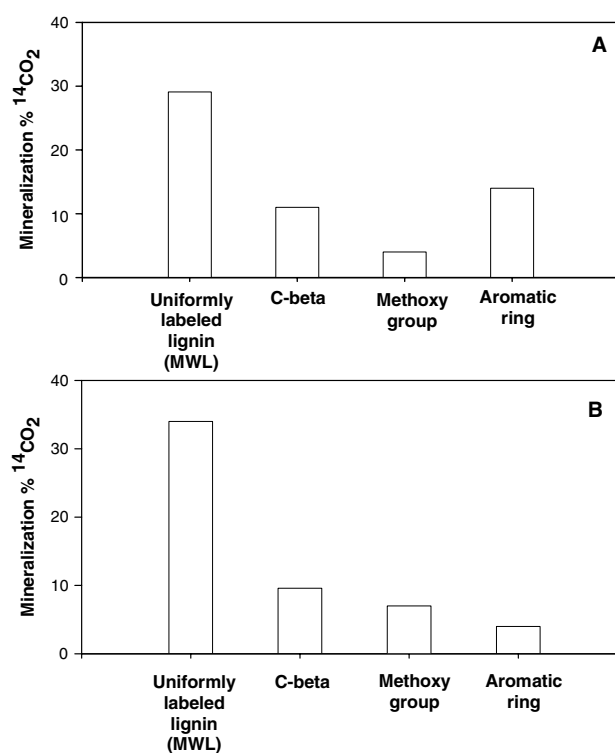 A
Mineralization % ¹⁴CO₂
40
30
20
10
0
Uniformly
labeled
lignin
(MWL)
C-beta
Methoxy
group
Aromatic
ring
B
Mineralization % ¹⁴CO₂
40
30
20
10
0
Uniformly
labeled
lignin
(MWL)
C-beta
Methoxy
group
Aromatic
ring